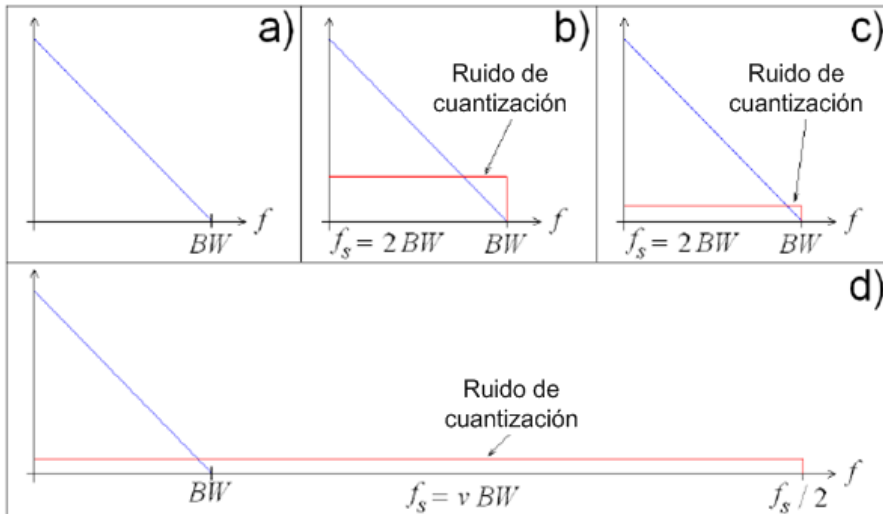 a)
f
BW
b)
Ruido de
cuantización
f
f_s = 2 BW
BW
c)
Ruido de
cuantización
f
f_s = 2 BW
BW
d)
Ruido de
cuantización
f
BW
f_s = v BW
f_s / 2